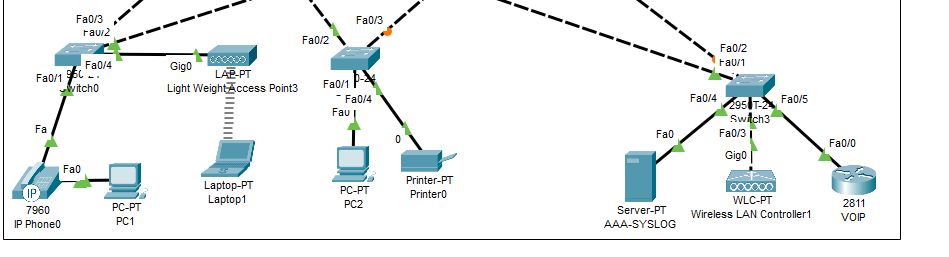 Fa0/3
Fa0/2
Fa0/4
Gig0
LAP-PT
Light Weight Access Point3
Fa0/1
Switch0
Fa
Fa0
IP
7960
IP Phone0
PC-PT
PC1
Laptop-PT
Laptop1
Fa0/3
Fa0/2
Fa0/1
Fa0/4
Fa0
0
PC-PT
PC2
Printer-PT
Printer0
Fa0/2
Fa0/1
Fa0/4
2950T-24
Switch3
Fa0/5
Fa0/3
Fa0
Gig0
Fa0/0
Server-PT
AAA-SYSLOG
WLC-PT
Wireless LAN Controller1
2811
VOIP